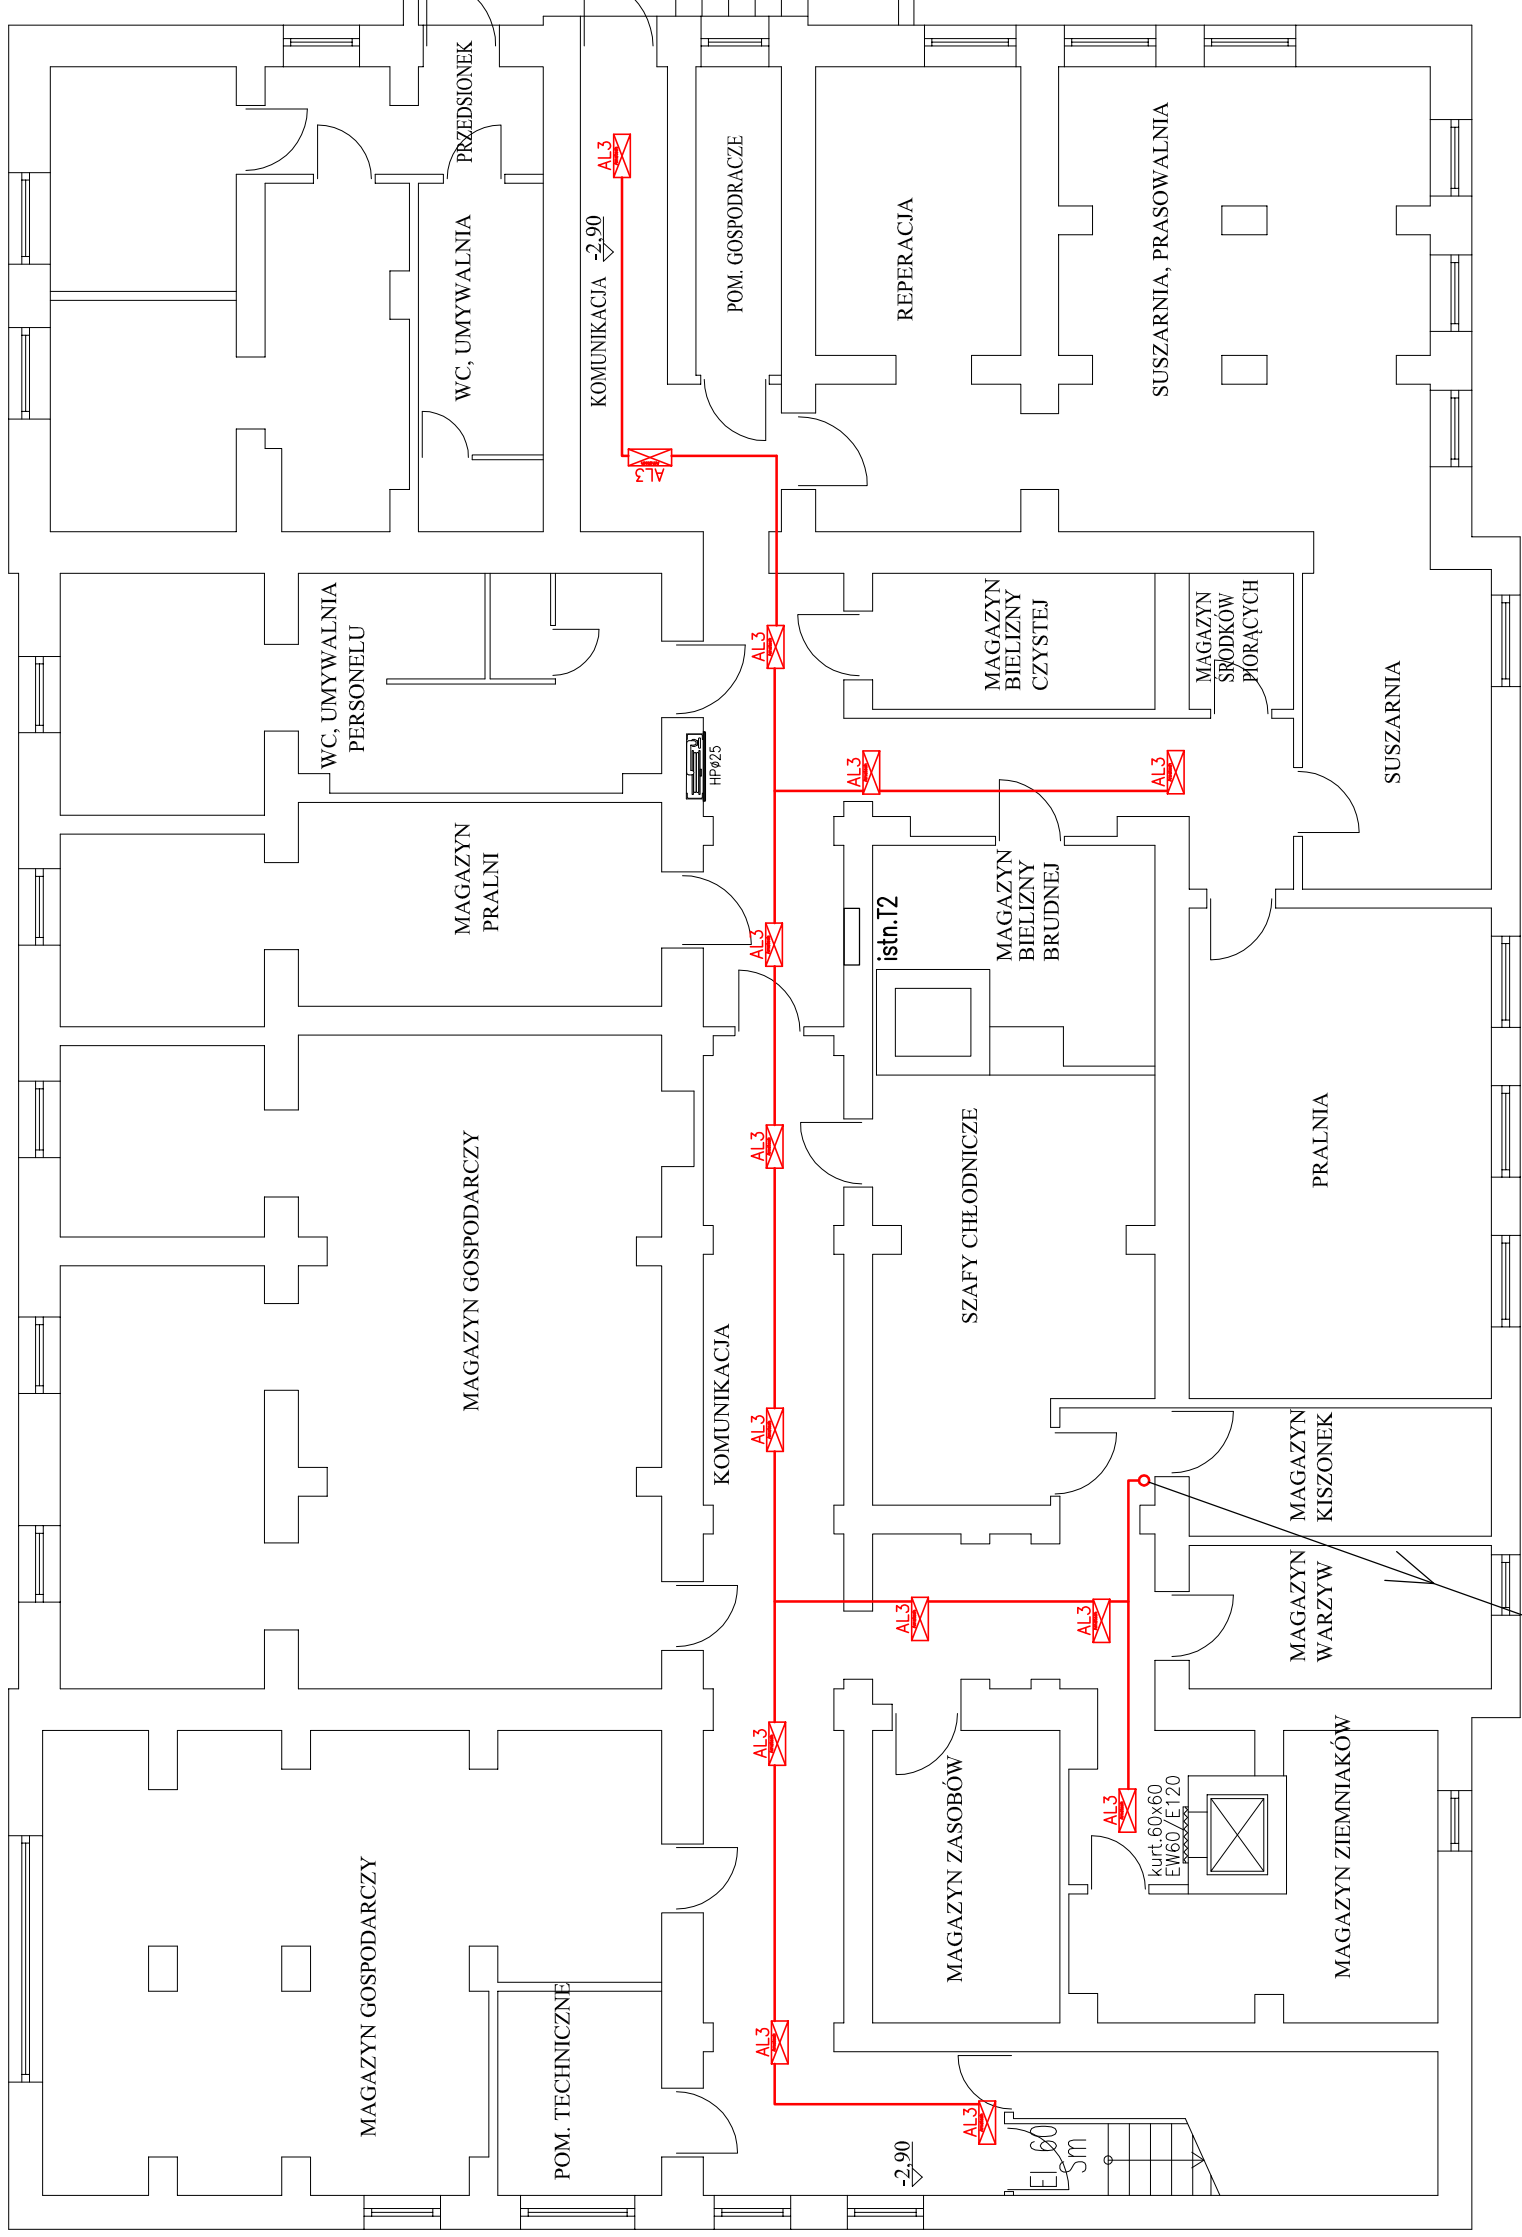 PRZEDSIONEK
WC, UMYWALNIA
KOMUNIKACJA
-2,90
AL3
AL3
POM. GOSPODRACZE
REPERACJA
SUSZARNIA, PRASOWALNIA
WC, UMYWALNIA
PERSONELU
AL3
HPø25
MAGAZYN
BIELIZNY
CZYSTEJ
MAGAZYN
ŚRODKÓW
PIORĄCYCH
SUSZARNIA
AL3
AL3
MAGAZYN
PRALNI
AL3
istn.T2
MAGAZYN
BIELIZNY
BRUDNEJ
MAGAZYN GOSPODARCZY
AL3
SZAFY CHŁODNICZE
PRALNIA
KOMUNIKACJA
AL3
MAGAZYN
KISZONEK
AL3
AL3
MAGAZYN
WARZYW
AL3
MAGAZYN ZASOBÓW
AL3
kurt.60x60
EW60/E120
MAGAZYN ZIEMNIAKÓW
MAGAZYN GOSPODARCZY
POM. TECHNICZNE
AL3
AL3
-2,90
EI 60
Sm